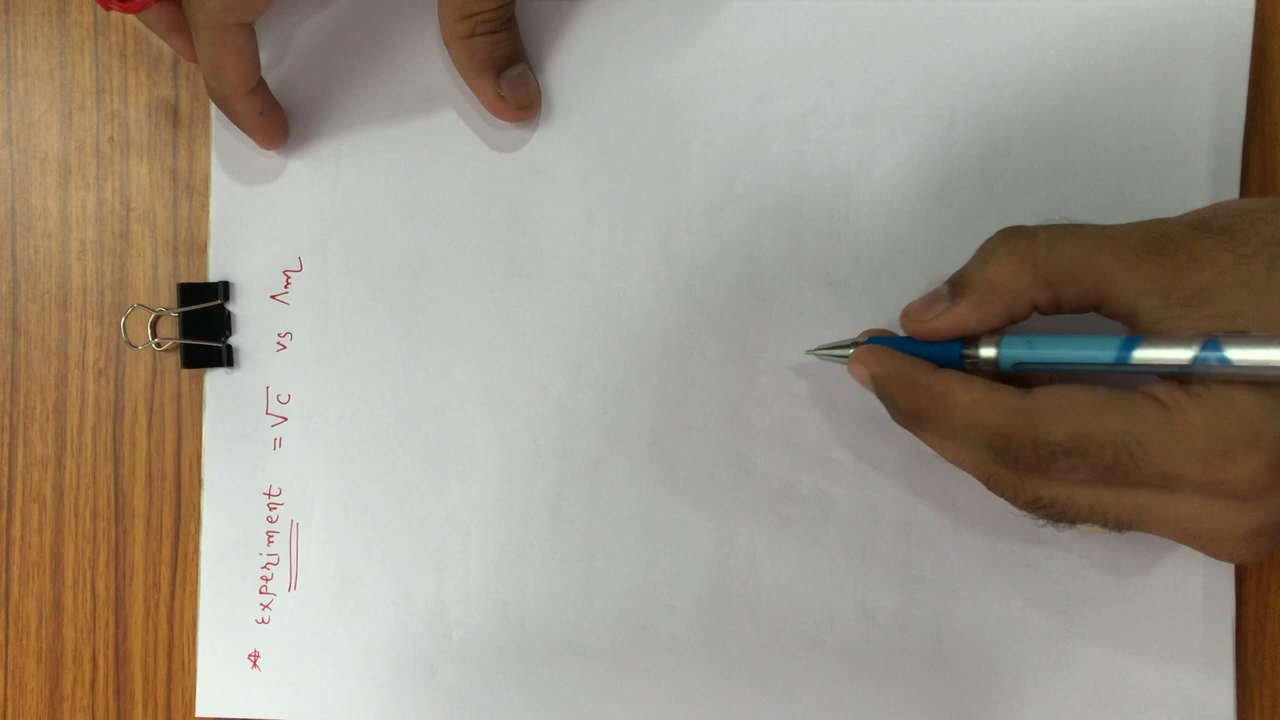 * Experiment = √c vs Λm